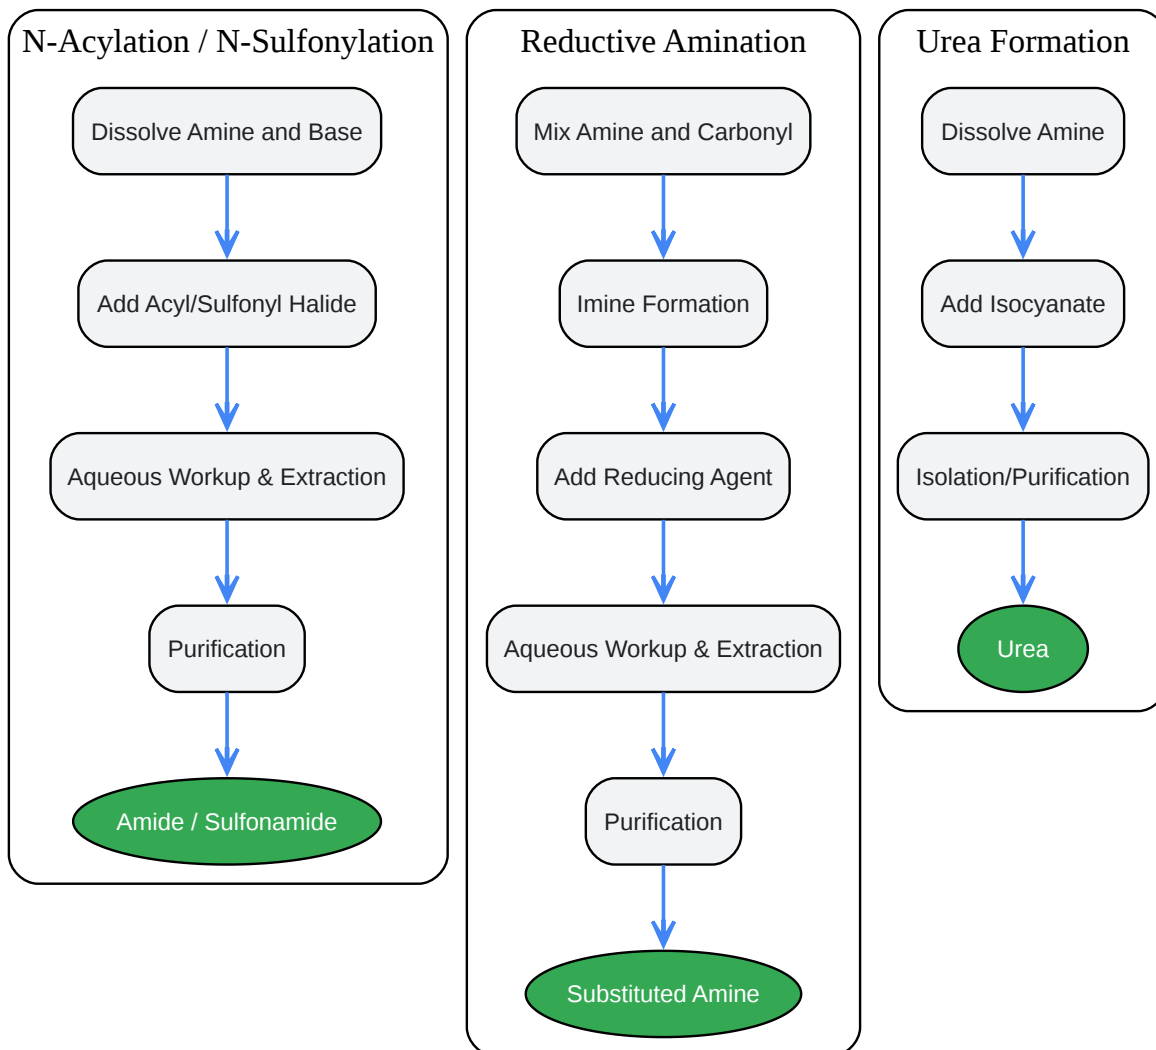 N-Acylation / N-Sulfonylation
Dissolve Amine and Base
Add Acyl/Sulfonyl Halide
Aqueous Workup & Extraction
Purification
Amide / Sulfonamide
Reductive Amination
Mix Amine and Carbonyl
Imine Formation
Add Reducing Agent
Aqueous Workup & Extraction
Purification
Substituted Amine
Urea Formation
Dissolve Amine
Add Isocyanate
Isolation/Purification
Urea